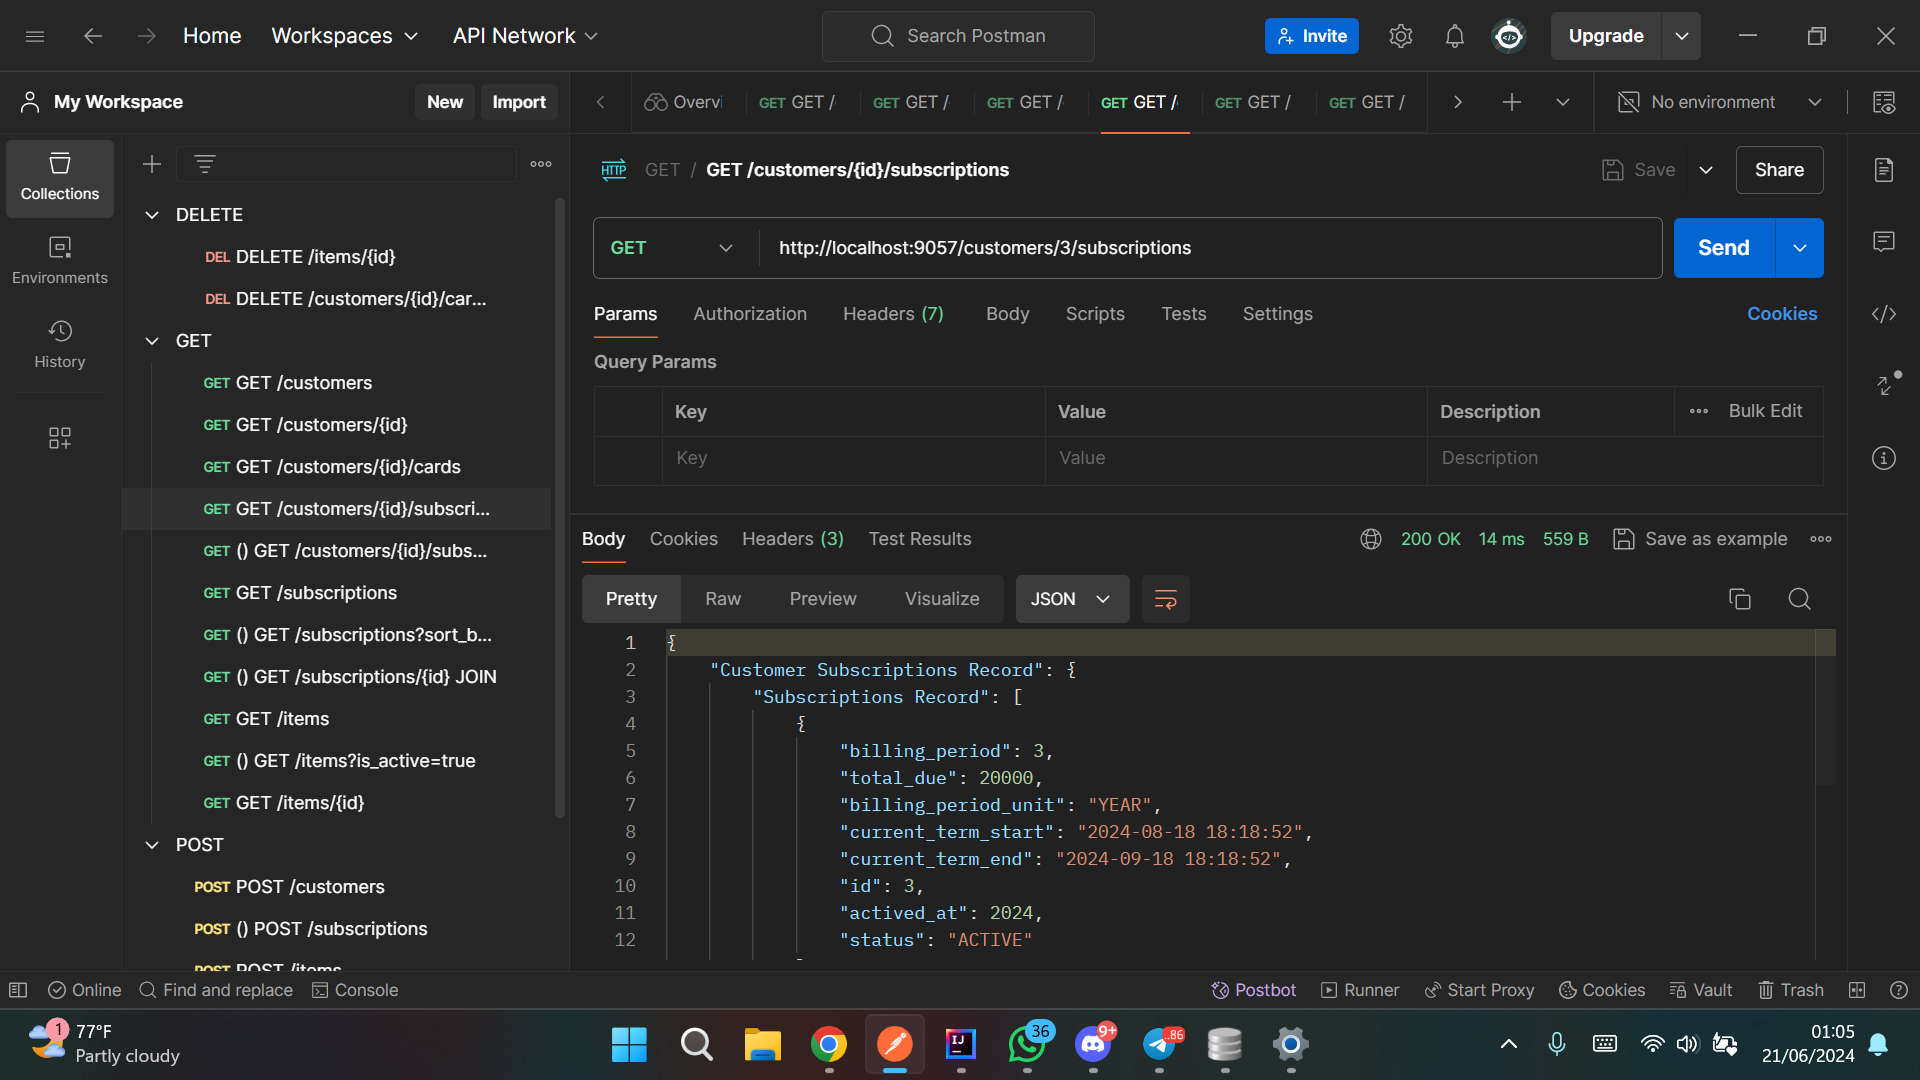 Home
Workspaces
API Network
Search Postman
Invite
Upgrade
My Workspace
New
Import
Overvi
GET GET /
GET GET /
GET GET /
GET GET /
GET GET /
GET GET /
No environment
Collections
Environments
History
DELETE
DEL DELETE /items/{id}
DEL DELETE /customers/{id}/car...
GET
GET GET /customers
GET GET /customers/{id}
GET GET /customers/{id}/cards
GET GET /customers/{id}/subscri...
GET () GET /customers/{id}/subs...
GET GET /subscriptions
GET () GET /subscriptions?sort_b...
GET () GET /subscriptions/{id} JOIN
GET GET /items
GET () GET /items?is_active=true
GET GET /items/{id}
POST
POST POST /customers
POST () POST /subscriptions
POST POST /items
HTTP GET / GET /customers/{id}/subscriptions
Save
Share
GET http://localhost:9057/customers/3/subscriptions
Send
Params Authorization Headers (7) Body Scripts Tests Settings
Cookies
Query Params
Key Value Description ••• Bulk Edit
Key Value Description
Body Cookies Headers (3) Test Results
200 OK 14 ms 559 B Save as example
Pretty Raw Preview Visualize JSON
1 {
2 "Customer Subscriptions Record": {
3 "Subscriptions Record": [
4 {
5 "billing_period": 3,
6 "total_due": 20000,
7 "billing_period_unit": "YEAR",
8 "current_term_start": "2024-08-18 18:18:52",
9 "current_term_end": "2024-09-18 18:18:52",
10 "id": 3,
11 "actived_at": 2024,
12 "status": "ACTIVE"
Online
Find and replace
Console
Postbot
Runner
Start Proxy
Cookies
Vault
Trash
1
77°F
Partly cloudy
IJ
36
9+
..86
01:05
21/06/2024